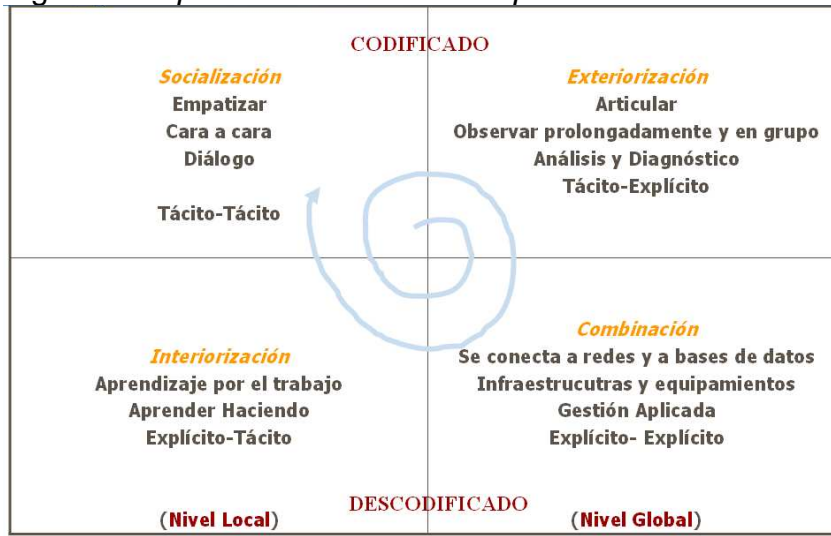 CODIFICADO
Socialización
Empatizar
Cara a cara
Diálogo
Tácito-Tácito
Exteriorización
Articular
Observar prolongadamente y en grupo
Análisis y Diagnóstico
Tácito-Explícito
Interiorización
Aprendizaje por el trabajo
Aprender Haciendo
Explícito-Tácito
(Nivel Local)
Combinación
Se conecta a redes y a bases de datos
Infraestrucutras y equipamientos
Gestión Aplicada
Explícito- Explícito
(Nivel Global)
DESCODIFICADO